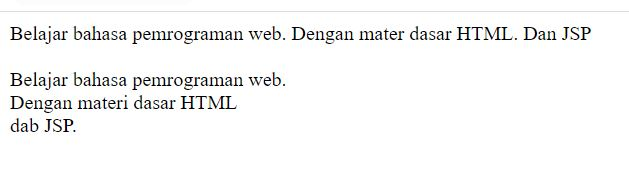 Belajar bahasa pemrograman web. Dengan mater dasar HTML. Dan JSP
Belajar bahasa pemrograman web.
Dengan materi dasar HTML
dab JSP.